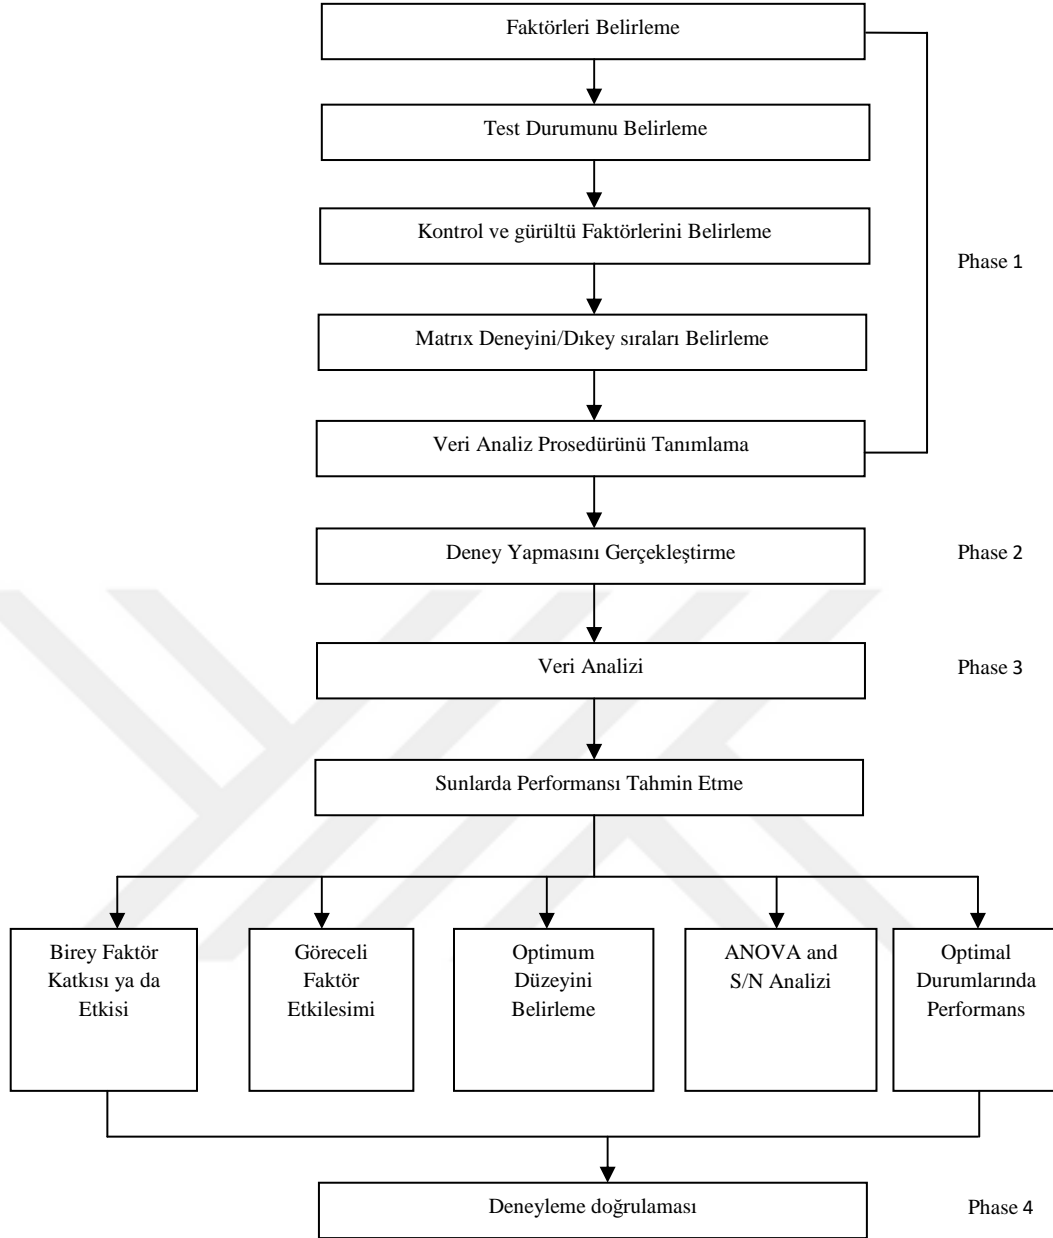 Faktörleri Belirleme
Test Durumunu Belirleme
Kontrol ve gürültü Faktörlerini Belirleme
Phase 1
Matrıx Deneyini/Dıkey sıraları Belirleme
Veri Analiz Prosedürünü Tanımlama
Deney Yapmasını Gerçekleştirme
Phase 2
Veri Analizi
Phase 3
Sunlarda Performansı Tahmin Etme
Birey Faktör
Katkısı ya da
Etkisi
Göreceli
Faktör
Etkilesimi
Optimum
Düzeyini
Belirleme
ANOVA and
S/N Analizi
Optimal
Durumlarında
Performans
Deneyleme doğrulaması
Phase 4